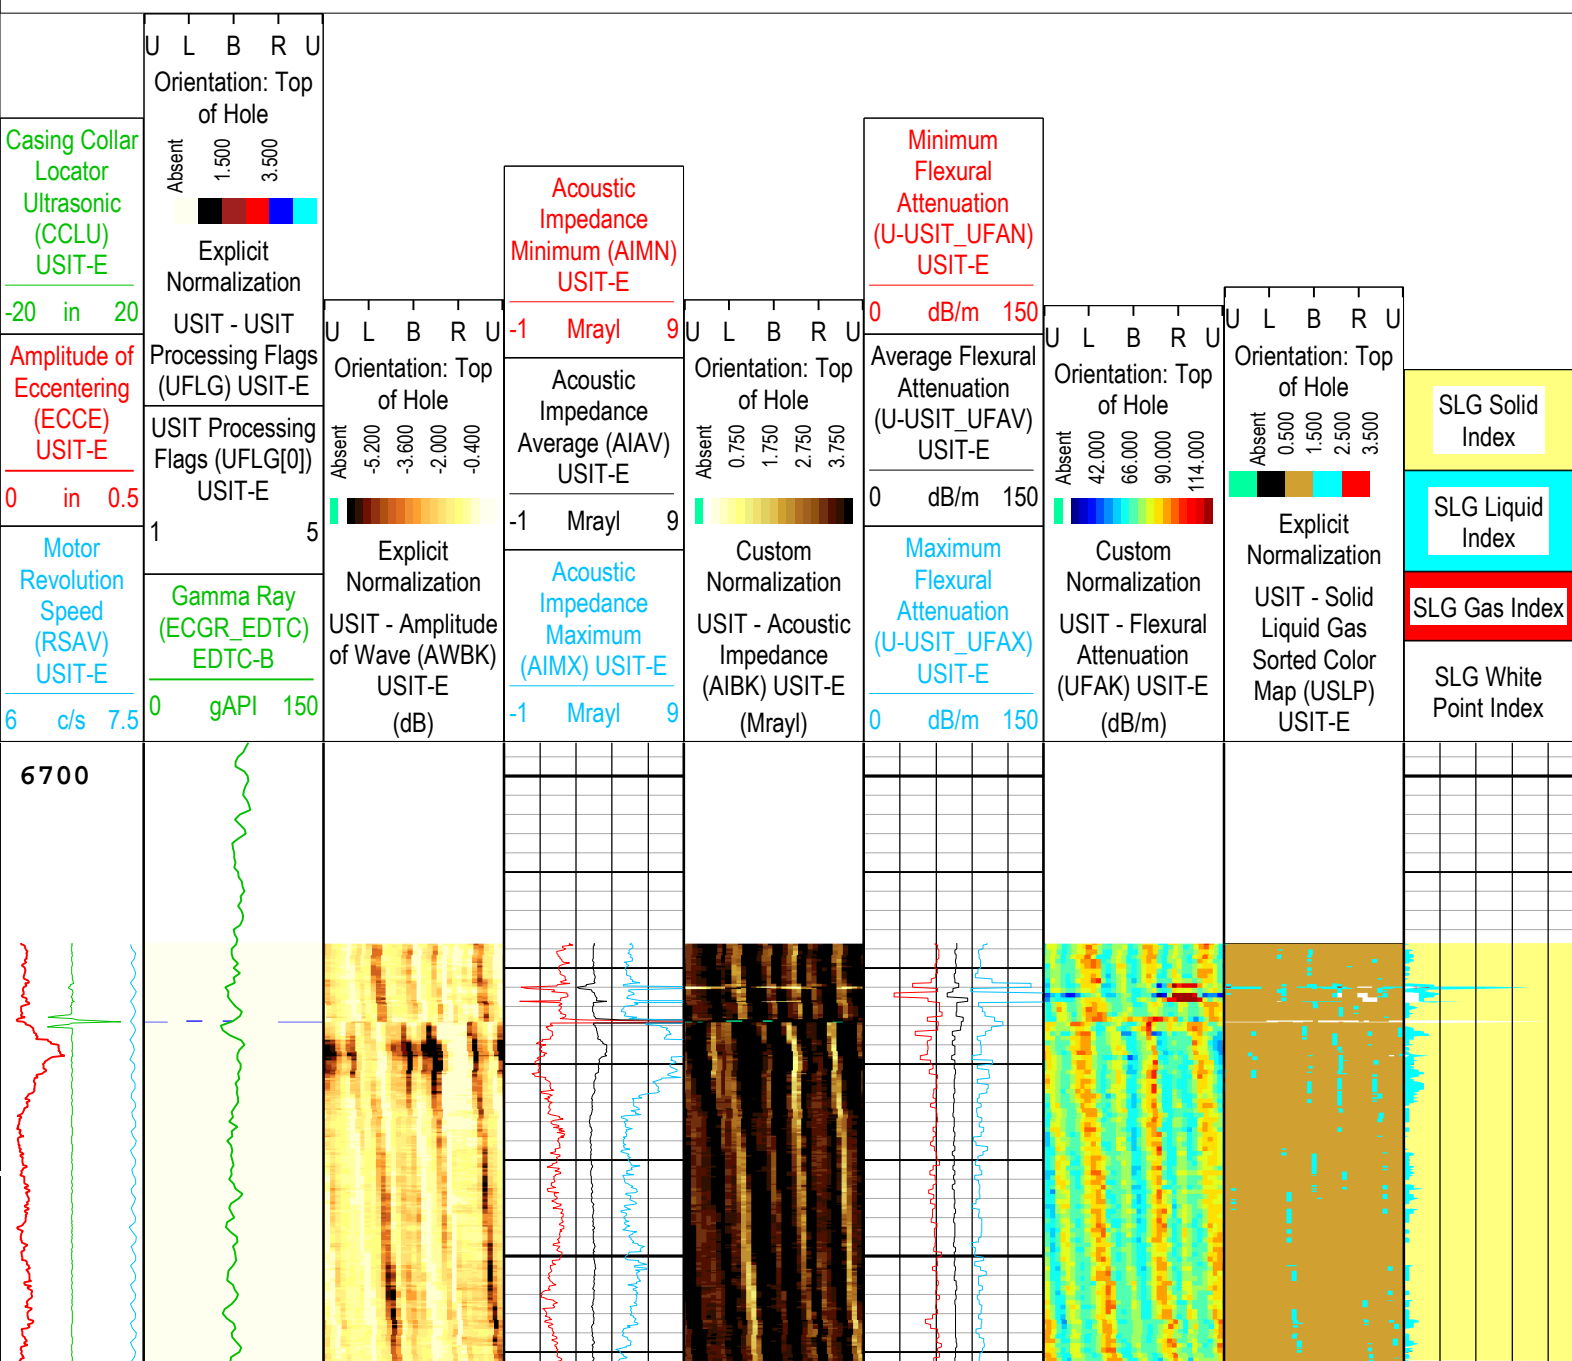 Casing Collar
Locator
Ultrasonic
(CCLU)
USIT-E
-20 in 20
Amplitude of
Eccentering
(ECCE)
USIT-E
0 in 0.5
Motor
Revolution
Speed
(RSAV)
USIT-E
6 c/s 7.5
U L B R U
Orientation: Top
of Hole
Absent 1.500 3.500
Explicit
Normalization
USIT - USIT
Processing Flags
(UFLG) USIT-E
USIT Processing
Flags (UFLG[0])
USIT-E
1 5
Gamma Ray
(ECGR_EDTC)
EDTC-B
0 gAPI 150
U L B R U
Orientation: Top
of Hole
Absent -5.200 -3.600 -2.000 -0.400
Explicit
Normalization
USIT - Amplitude
of Wave (AWBK)
USIT-E
(dB)
Acoustic
Impedance
Minimum (AIMN)
USIT-E
-1 Mrayl 9
Acoustic
Impedance
Average (AIAV)
USIT-E
-1 Mrayl 9
Acoustic
Impedance
Maximum
(AIMX) USIT-E
-1 Mrayl 9
U L B R U
Orientation: Top
of Hole
Absent 0.750 1.750 2.750 3.750
Custom
Normalization
USIT - Acoustic
Impedance
(AIBK) USIT-E
(Mrayl)
Minimum
Flexural
Attenuation
(U-USIT_UFAN)
USIT-E
0 dB/m 150
Average Flexural
Attenuation
(U-USIT_UFAV)
USIT-E
0 dB/m 150
Maximum
Flexural
Attenuation
(U-USIT_UFAX)
USIT-E
0 dB/m 150
U L B R U
Orientation: Top
of Hole
Absent 42.000 66.000 90.000 114.000
Custom
Normalization
USIT - Flexural
Attenuation
(UFAK) USIT-E
(dB/m)
U L B R U
Orientation: Top
of Hole
Absent 0.500 1.500 2.500 3.500
Explicit
Normalization
USIT - Solid
Liquid Gas
Sorted Color
Map (USLP)
USIT-E
SLG Solid
Index
SLG Liquid
Index
SLG Gas Index
SLG White
Point Index
6700